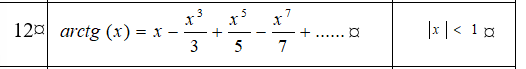 12¤ arctg (x) = x − x³/3 + x⁵/5 − x⁷/7 + ......¤ |x| < 1¤